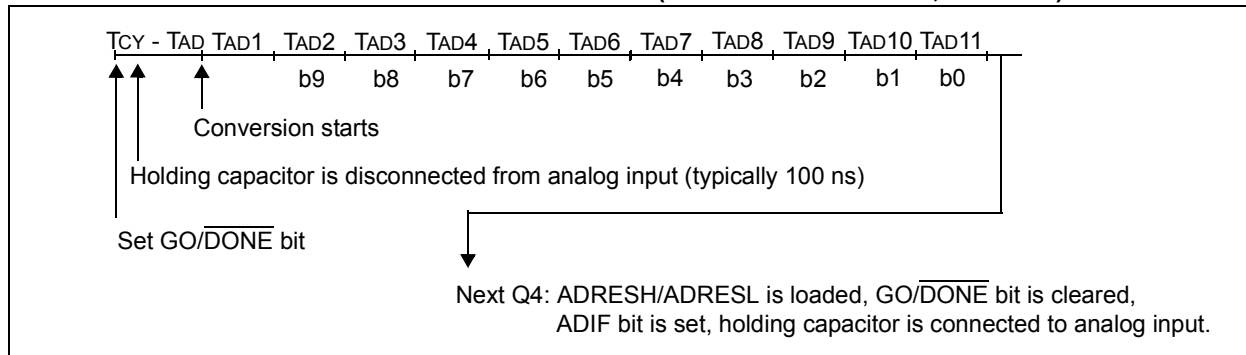 TCY - TAD TAD1 TAD2 TAD3 TAD4 TAD5 TAD6 TAD7 TAD8 TAD9 TAD10 TAD11
b9 b8 b7 b6 b5 b4 b3 b2 b1 b0
Conversion starts
Holding capacitor is disconnected from analog input (typically 100 ns)
Set GO/DONE bit
Next Q4: ADRESH/ADRESL is loaded, GO/DONE bit is cleared,
ADIF bit is set, holding capacitor is connected to analog input.